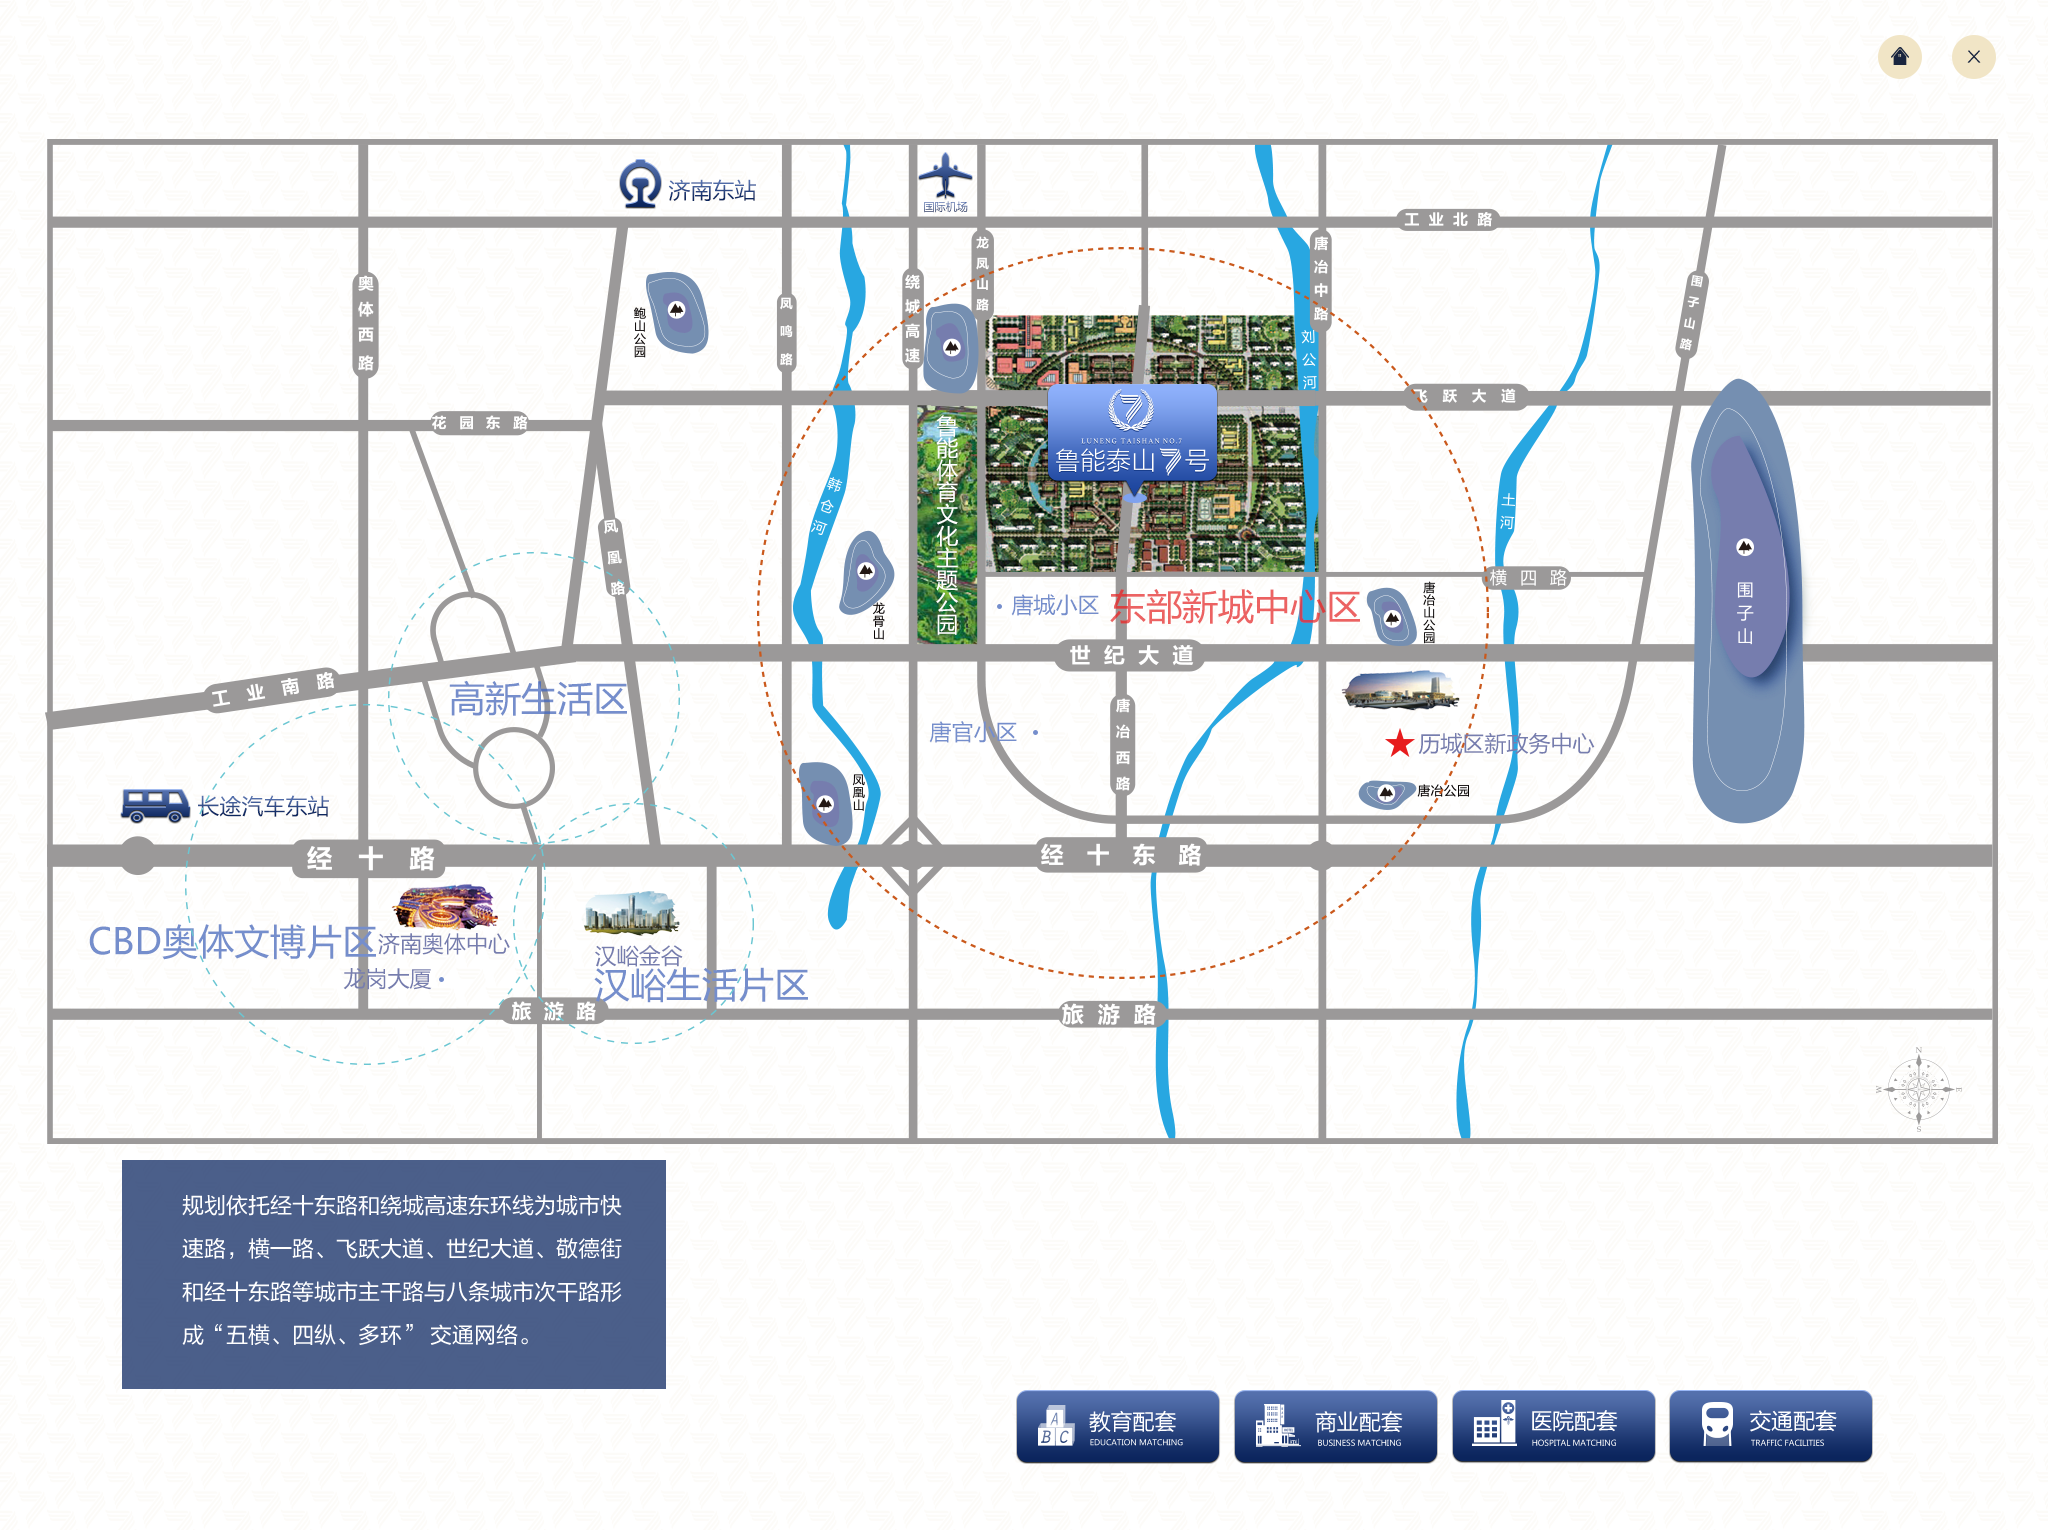 济南东站
国际机场
工业北路
龙凤山路
唐冶中路
奥体西路
绕城高速
围子山路
凤鸣路
鲍山公园
刘公河
飞跃大道
花园东路
LUNENG TAISHAN NO.7
鲁能泰山7号
鲁能体育文化主题公园
韩仓河
土河
凤凰路
横四路
围子山
龙骨山
唐城小区
东部新城中心区
唐冶山公园
世纪大道
工业南路
高新生活区
唐冶西路
唐官小区
历城区新政务中心
凤凰山
唐冶公园
长途汽车东站
经十路
经十东路
CBD奥体文博片区
济南奥体中心
龙岗大厦
汉峪金谷
汉峪生活片区
旅游路
旅游路
N
W
E
S
规划依托经十东路和绕城高速东环线为城市快
速路，横一路、飞跃大道、世纪大道、敬德街
和经十东路等城市主干路与八条城市次干路形
成“五横、四纵、多环” 交通网络。
A
B C
教育配套
EDUCATION MATCHING
商业配套
BUSINESS MATCHING
医院配套
HOSPITAL MATCHING
交通配套
TRAFFIC FACILITIES